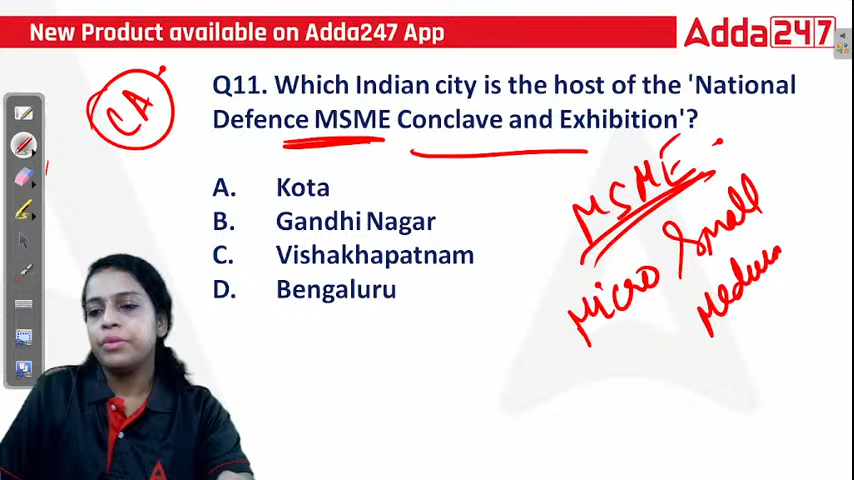 New Product available on Adda247 App
Adda247
CA
Q11. Which Indian city is the host of the 'National
Defence MSME Conclave and Exhibition'?
A. Kota
B. Gandhi Nagar
C. Vishakhapatnam
D. Bengaluru
MSME
Micro Small
Medium